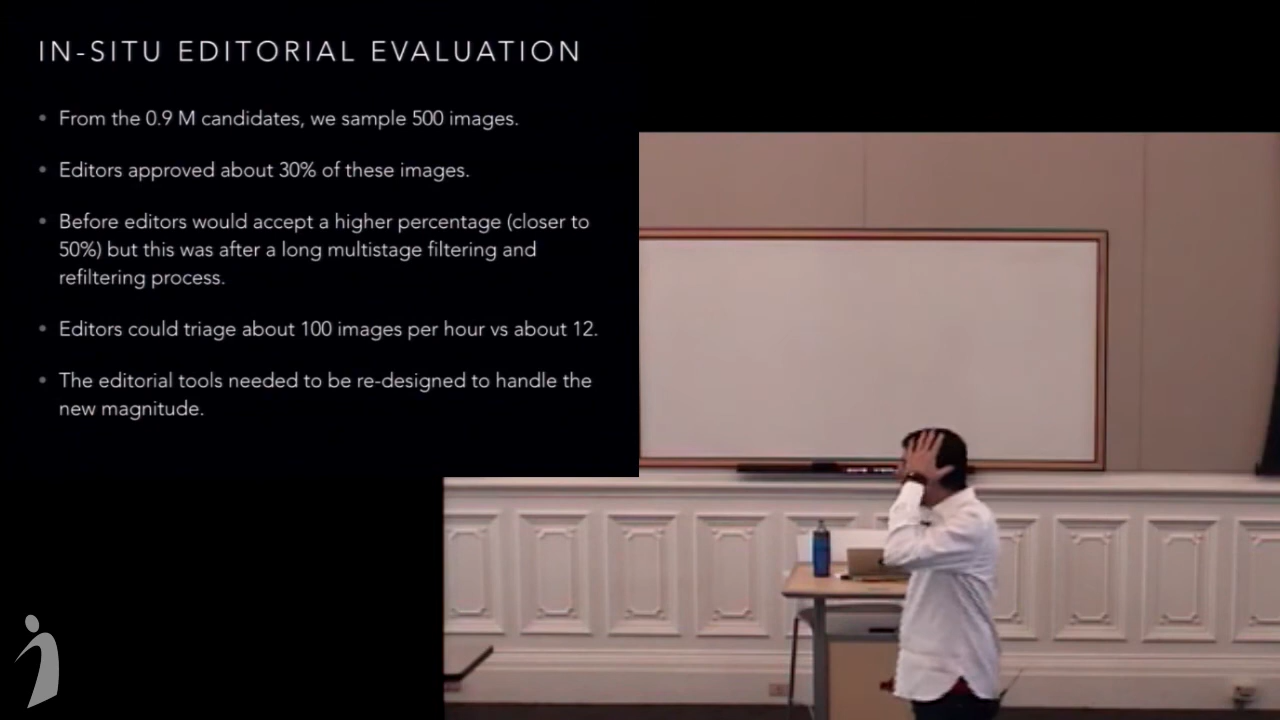 IN-SITU EDITORIAL EVALUATION
From the 0.9 M candidates, we sample 500 images.
Editors approved about 30% of these images.
Before editors would accept a higher percentage (closer to
50%) but this was after a long multistage filtering and
refiltering process.
Editors could triage about 100 images per hour vs about 12.
The editorial tools needed to be re-designed to handle the
new magnitude.